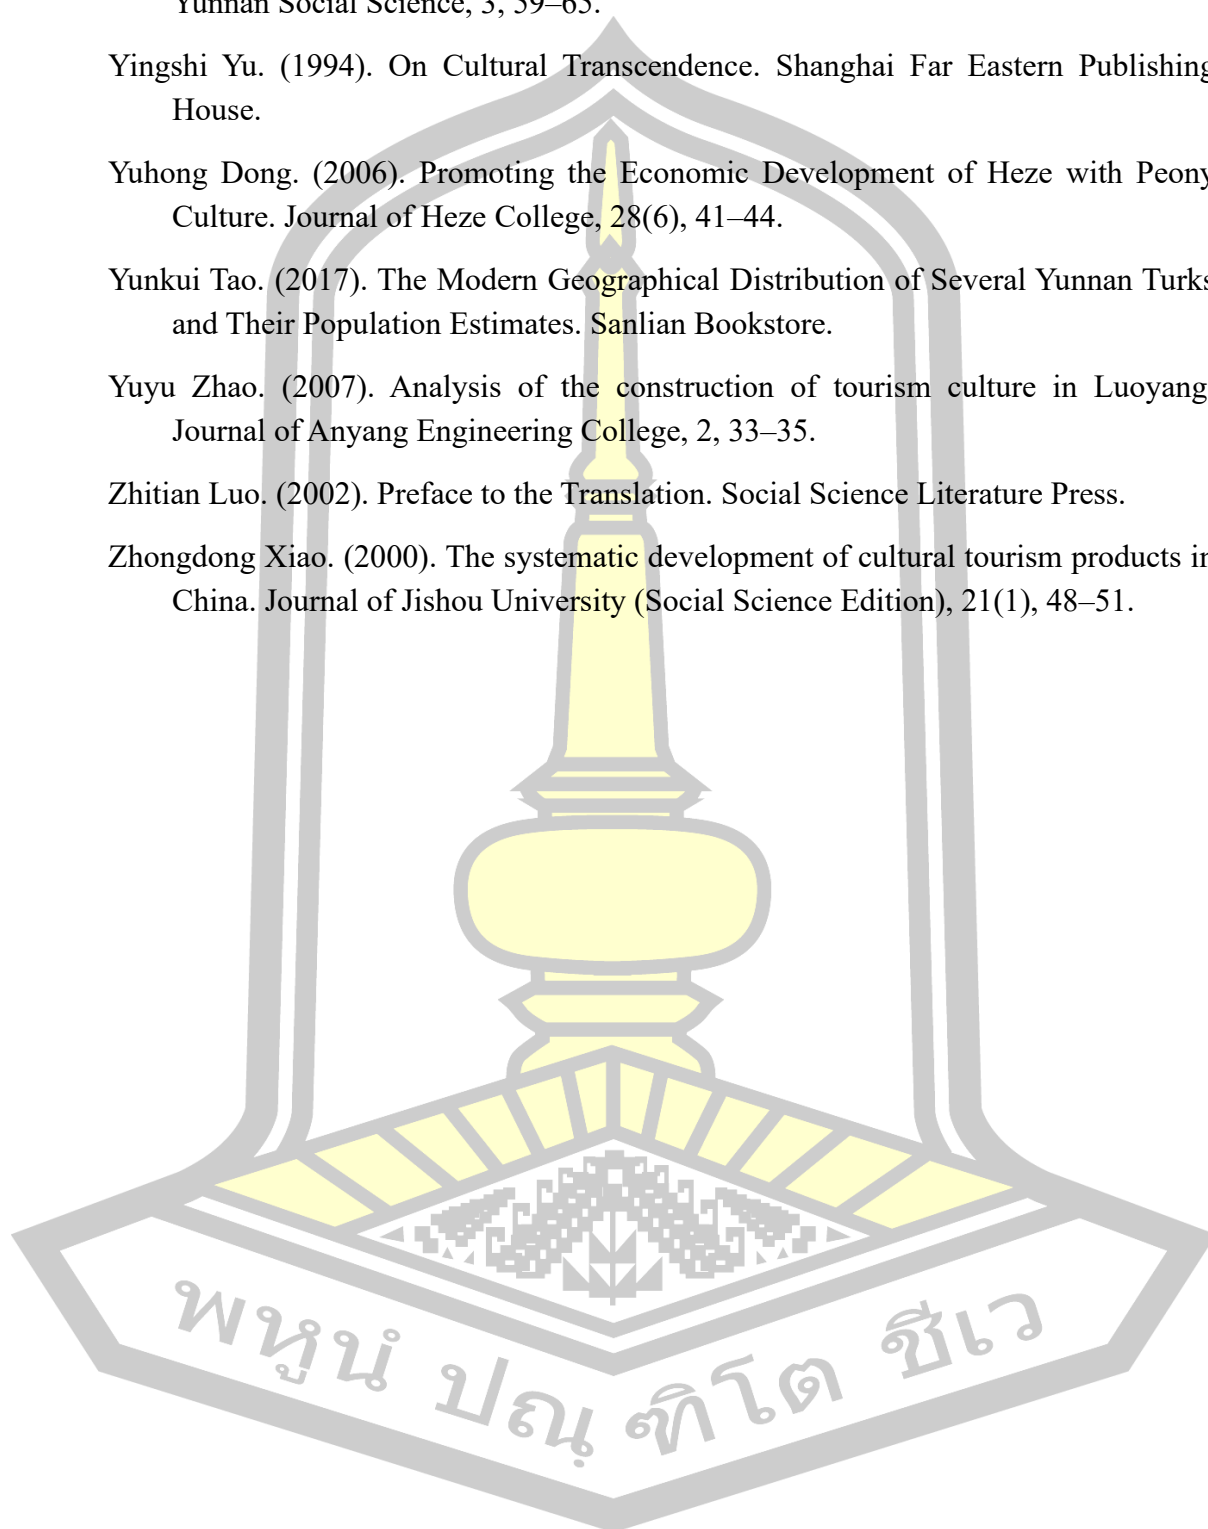 Yunnan Social Science, 3, 59–65.
Yingshi Yu. (1994). On Cultural Transcendence. Shanghai Far Eastern Publishing
House.
Yuhong Dong. (2006). Promoting the Economic Development of Heze with Peony
Culture. Journal of Heze College, 28(6), 41–44.
Yunkui Tao. (2017). The Modern Geographical Distribution of Several Yunnan Turks
and Their Population Estimates. Sanlian Bookstore.
Yuyu Zhao. (2007). Analysis of the construction of tourism culture in Luoyang.
Journal of Anyang Engineering College, 2, 33–35.
Zhitian Luo. (2002). Preface to the Translation. Social Science Literature Press.
Zhongdong Xiao. (2000). The systematic development of cultural tourism products in
China. Journal of Jishou University (Social Science Edition), 21(1), 48–51.
พหูนํ ปณฺฑิโต ชีเว